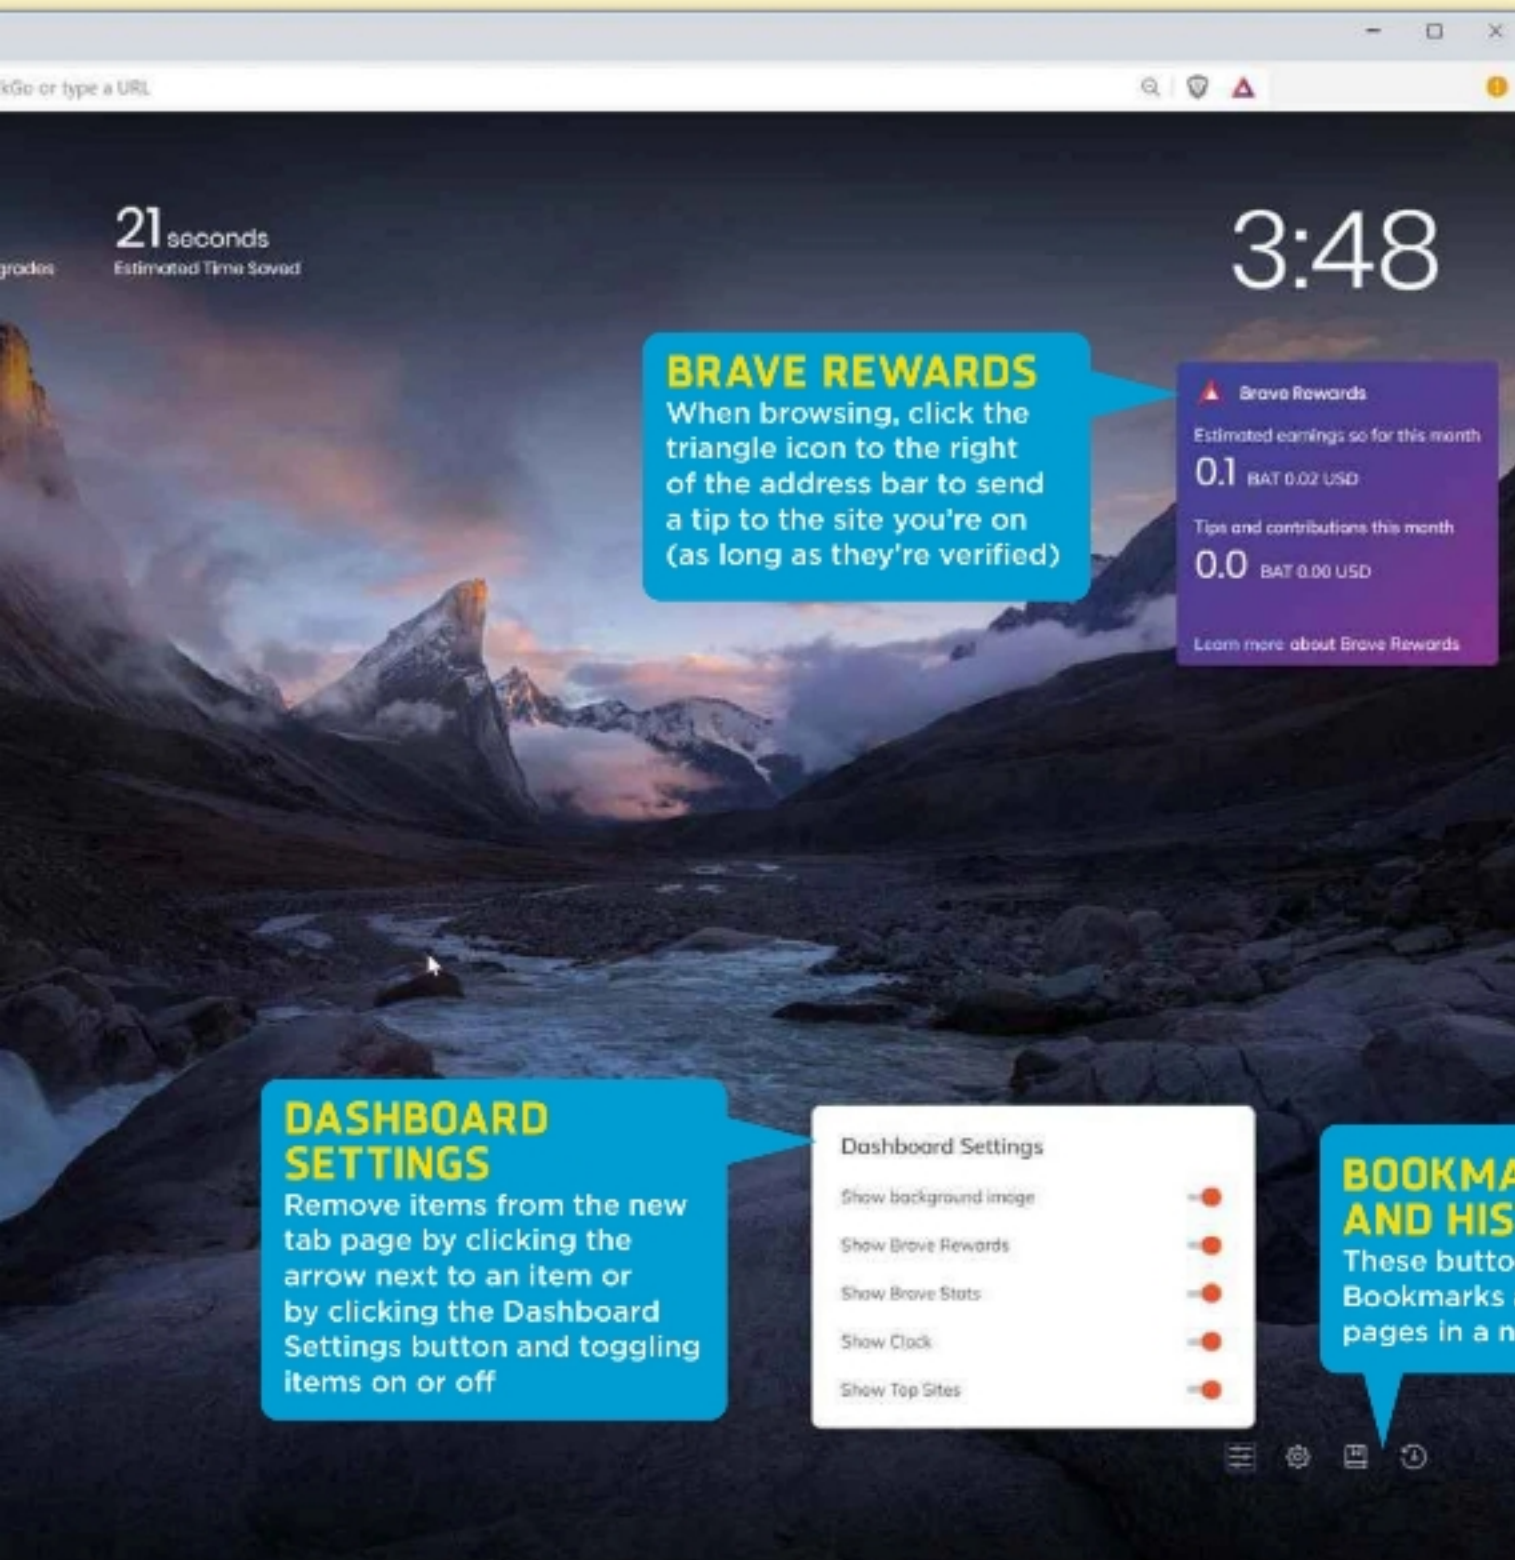 kGo or type a URL
21 seconds
grades
Estimated Time Saved
3:48
BRAVE REWARDS
When browsing, click the
triangle icon to the right
of the address bar to send
a tip to the site you're on
(as long as they're verified)
Brave Rewards
Estimated earnings so far this month
0.1 BAT 0.02 USD
Tips and contributions this month
0.0 BAT 0.00 USD
Learn more about Brave Rewards
DASHBOARD
SETTINGS
Remove items from the new
tab page by clicking the
arrow next to an item or
by clicking the Dashboard
Settings button and toggling
items on or off
Dashboard Settings
Show background image
Show Brave Rewards
Show Brave Stats
Show Clock
Show Top Sites
BOOKMA
AND HIS
These butto
Bookmarks
pages in a n